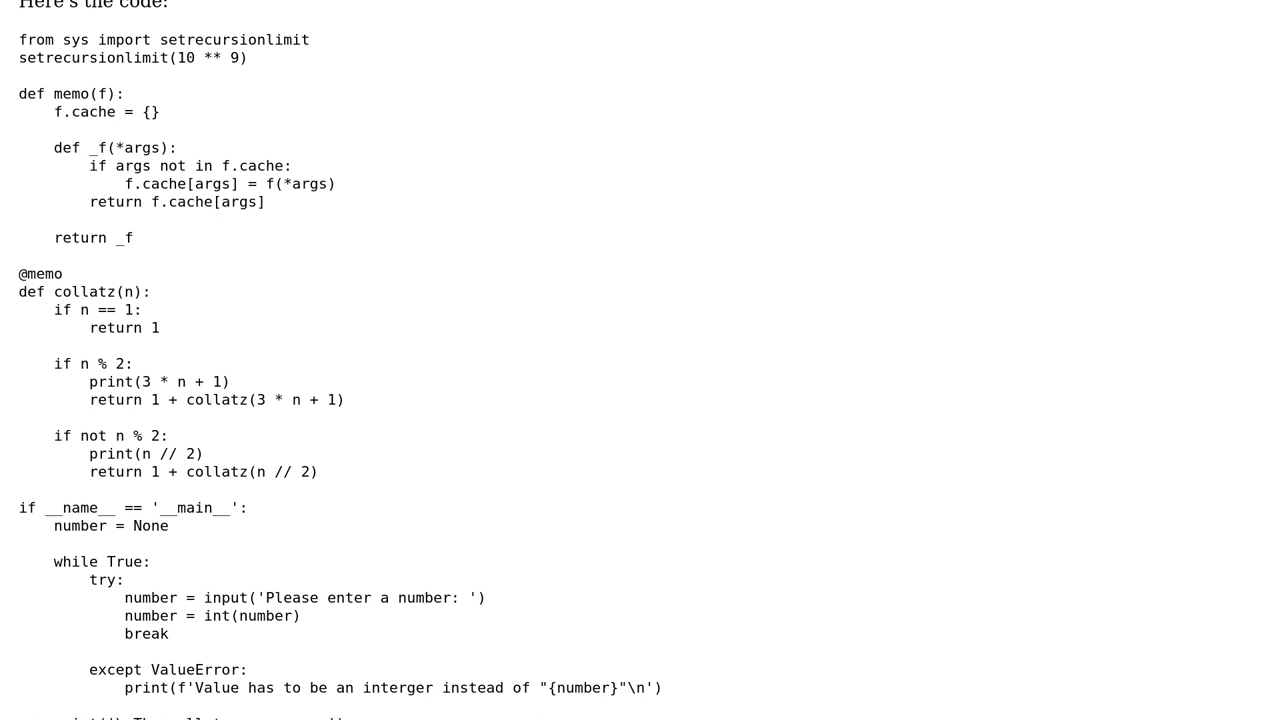 Here's the code:
from sys import setrecursionlimit
setrecursionlimit(10 ** 9)
def memo(f):
    f.cache = {}
    def _f(*args):
        if args not in f.cache:
            f.cache[args] = f(*args)
        return f.cache[args]
    return _f
@memo
def collatz(n):
    if n == 1:
        return 1
    if n % 2:
        print(3 * n + 1)
        return 1 + collatz(3 * n + 1)
    if not n % 2:
        print(n // 2)
        return 1 + collatz(n // 2)
if __name__ == '__main__':
    number = None
    while True:
        try:
            number = input('Please enter a number: ')
            number = int(number)
            break
        except ValueError:
            print(f'Value has to be an interger instead of "{number}"\n')